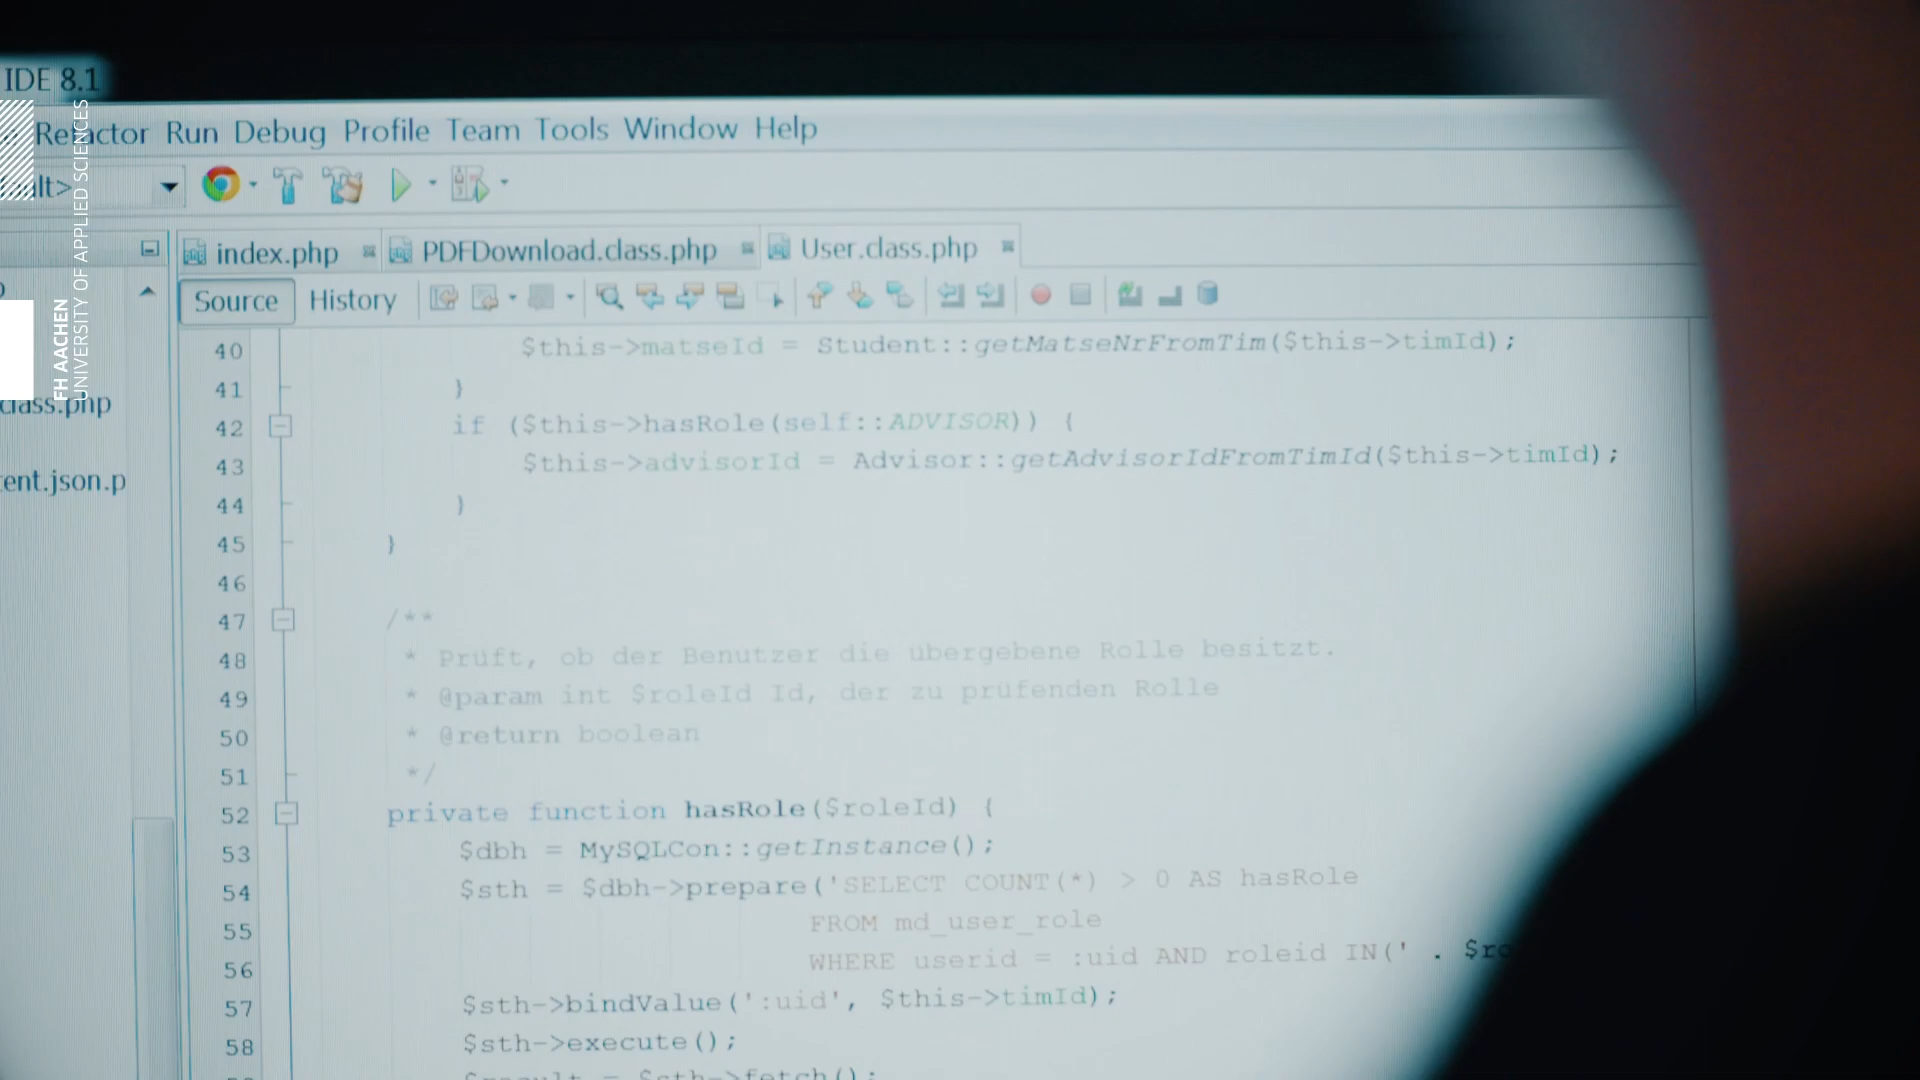 IDE 8.1
Refactor Run Debug Profile Team Tools Window Help
ult>
index.php PDFDownload.class.php User.class.php
Source History
FH AACHEN
UNIVERSITY OF APPLIED SCIENCES
class.php
ent.json.p
40 $this->matseId = Student::getMatseNrFromTim($this->timId);
41 }
42 if ($this->hasRole(self::ADVISOR)) {
43 $this->advisorId = Advisor::getAdvisorIdFromTimId($this->timId);
44 }
45 }
46
47 /**
48 * Prüft, ob der Benutzer die übergebene Rolle besitzt.
49 * @param int $roleId Id, der zu prüfenden Rolle
50 * @return boolean
51 */
52 private function hasRole($roleId) {
53 $dbh = MySQLCon::getInstance();
54 $sth = $dbh->prepare('SELECT COUNT(*) > 0 AS hasRole
55 FROM md_user_role
56 WHERE userid = :uid AND roleid IN(' . $ro
57 $sth->bindValue(':uid', $this->timId);
58 $sth->execute();
$result = $sth->fetch();